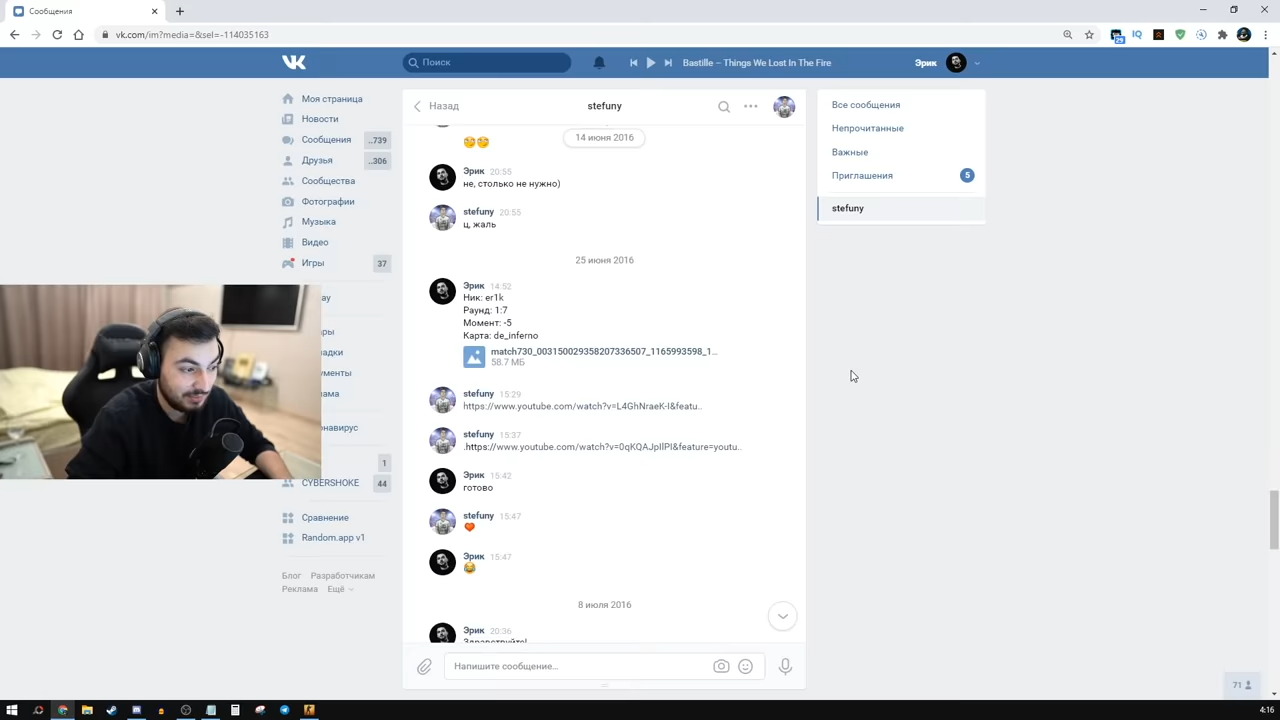 Сообщения
vk.com/im?media=&sel=-114035163
Поиск
Bastille – Things We Lost In The Fire
Эрик
Моя страница
Новости
Сообщения ..739
Друзья ..306
Сообщества
Фотографии
Музыка
Видео
Игры 37
1
CYBERSHOKE 44
Сравнение
Random.app v1
Блог Разработчикам
Реклама Ещё
Назад
stefuny
14 июня 2016
Эрик 20:55
не, столько не нужно)
stefuny 20:55
ц, жаль
25 июня 2016
Эрик 14:52
Ник: er1k
Раунд: 1:7
Момент: -5
Карта: de_inferno
match730_003150029358207336507_1165993598_1...
58.7 МБ
stefuny 15:29
https://www.youtube.com/watch?v=L4GhNraeK-I&featu..
stefuny 15:37
.https://www.youtube.com/watch?v=0qKQAJpIlPI&feature=youtu..
Эрик 15:42
готово
stefuny 15:47
Эрик 15:47
8 июля 2016
Эрик 20:36
Здравствуйте!
Напишите сообщение...
Все сообщения
Непрочитанные
Важные
Приглашения 5
stefuny
71
4:16